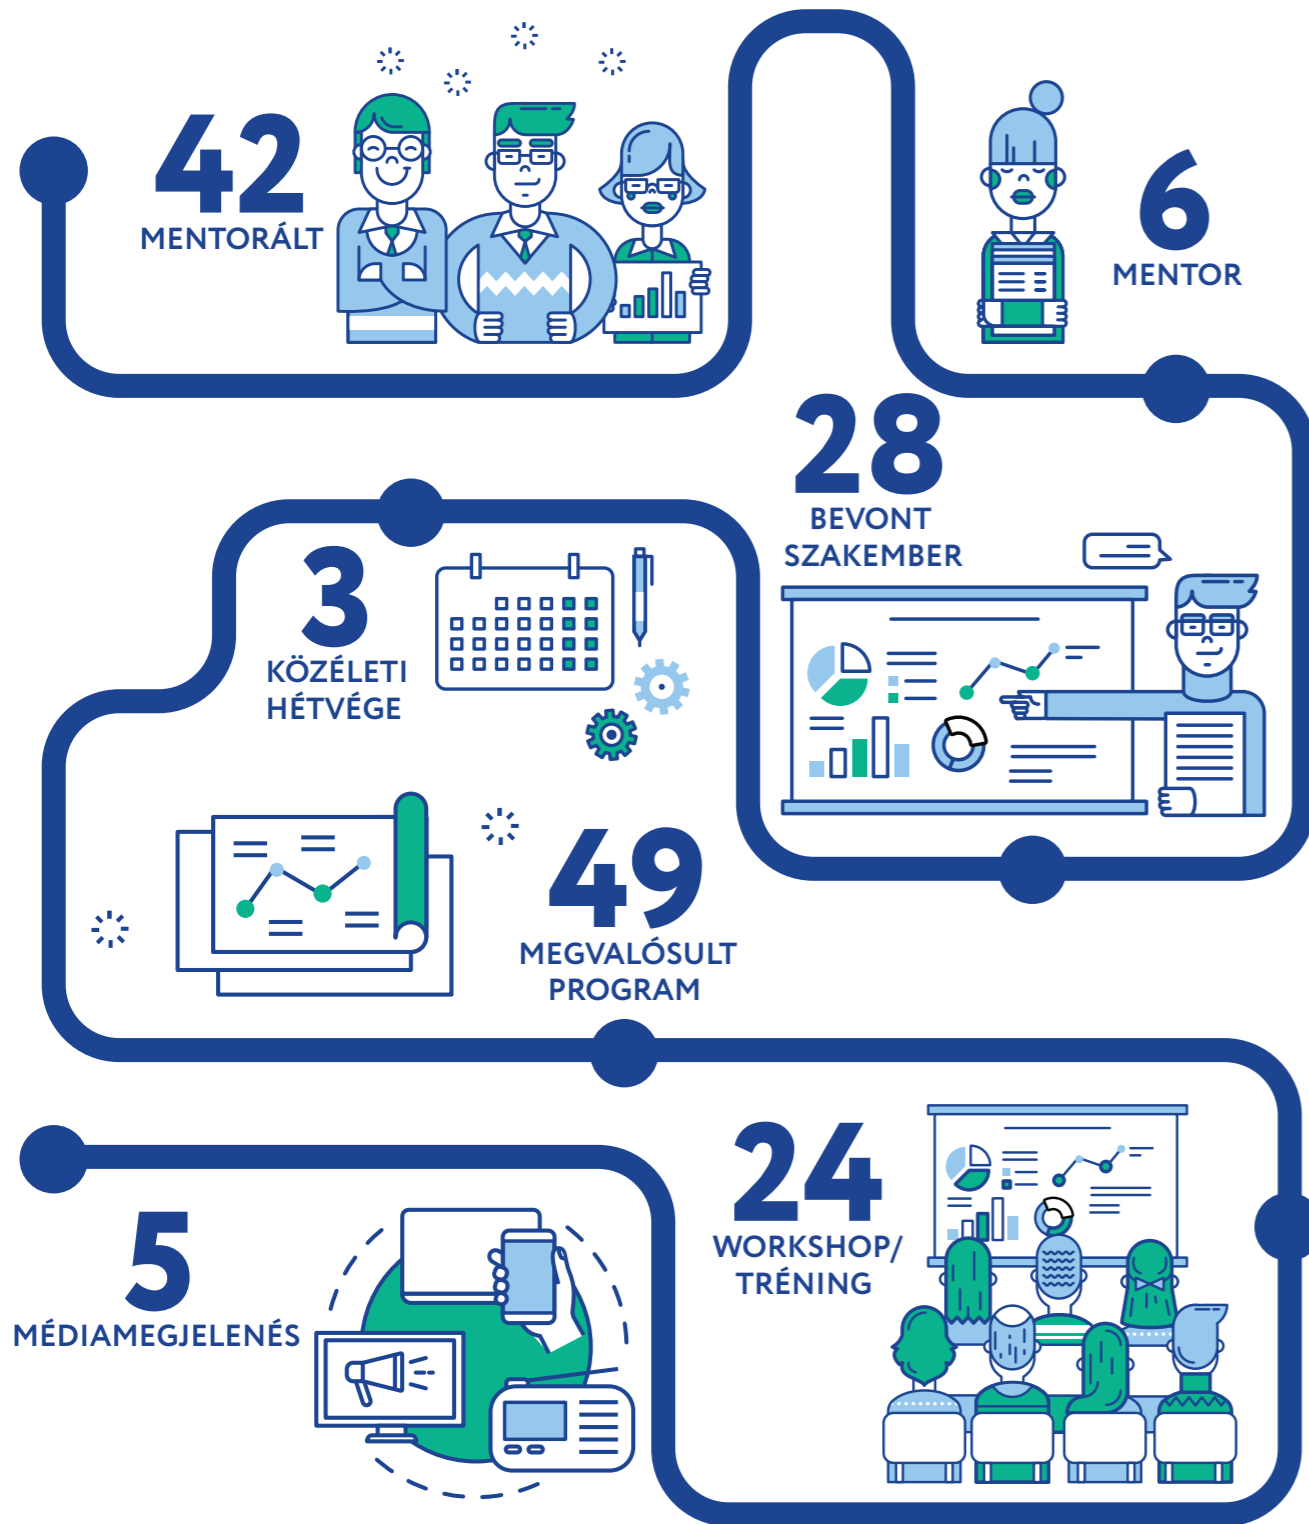 42
MENTORÁLT
6
MENTOR
28
BEVONT
SZAKEMBER
3
KÖZÉLETI
HÉTVÉGE
49
MEGVALÓSULT
PROGRAM
24
WORKSHOP/
TRÉNING
5
MÉDIAMEGJELENÉS